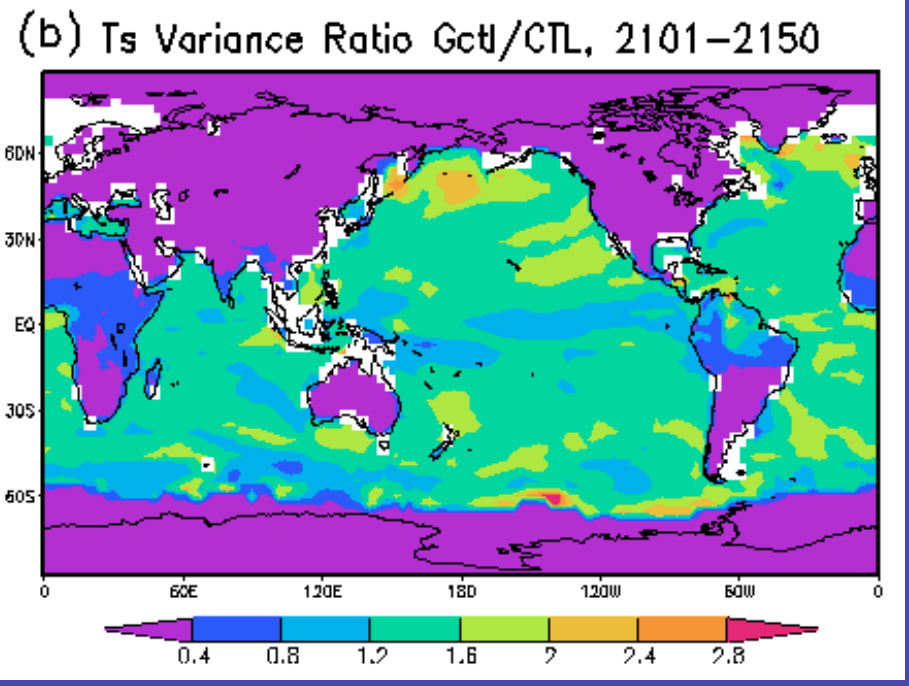 (b) Ts Variance Ratio Gctl/CTL, 2101-2150
60N
30N
EQ
30S
60S
0 60E 120E 180 120W 60W 0
0.4 0.8 1.2 1.6 2 2.4 2.8